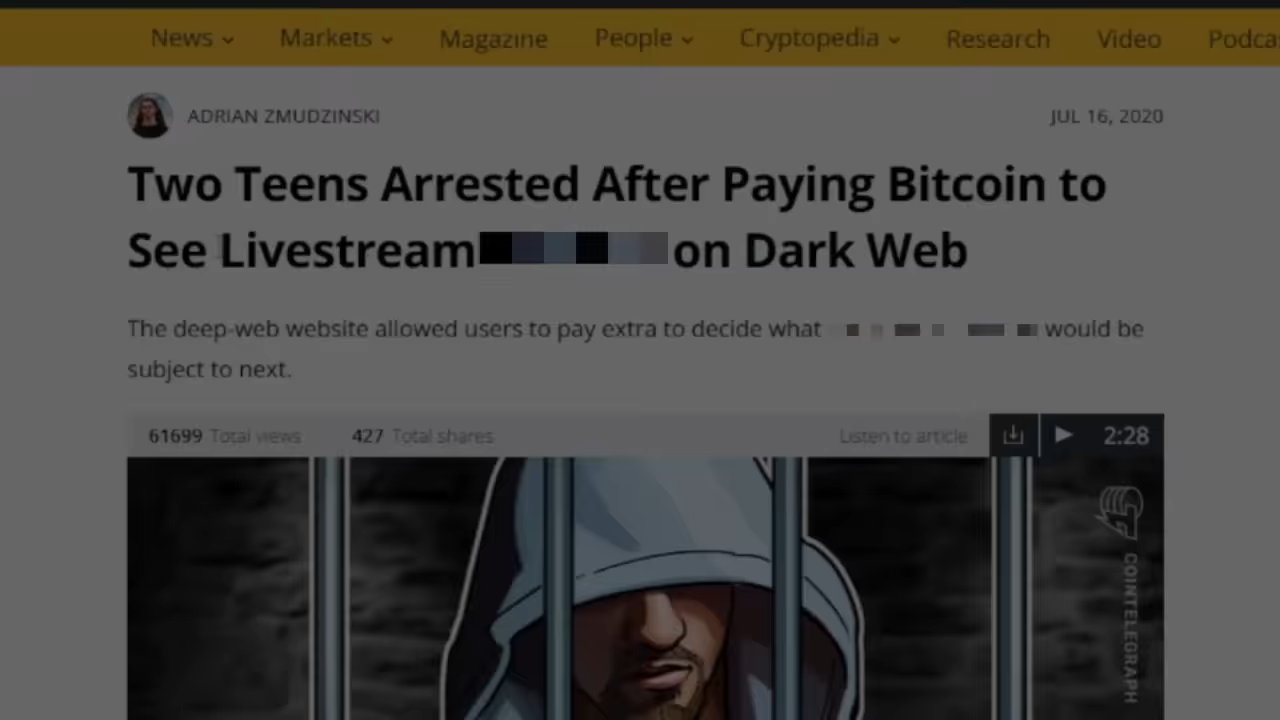 News Markets Magazine People Cryptopedia Research Video Podca
ADRIAN ZMUDZINSKI JUL 16, 2020
Two Teens Arrested After Paying Bitcoin to
See Livestream on Dark Web
The deep-web website allowed users to pay extra to decide what would be
subject to next.
61699 Total views 427 Total shares Listen to article 2:28
COINTELEGRAPH